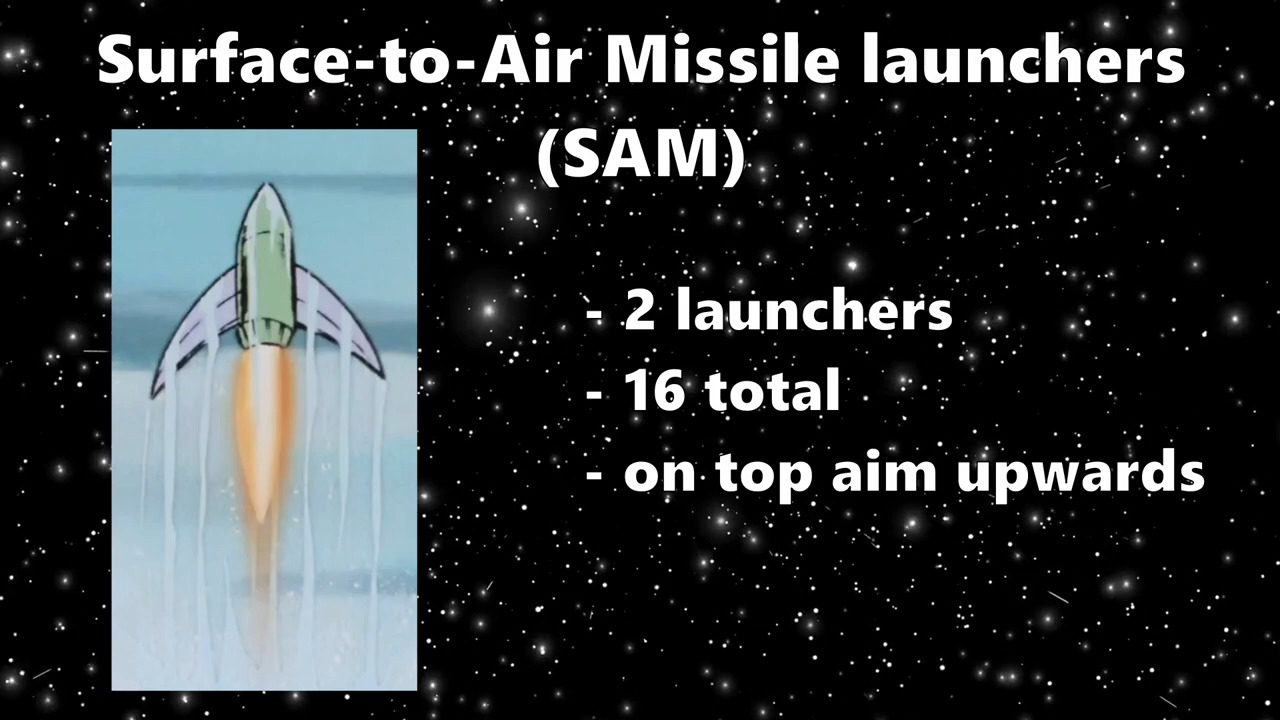 Surface-to-Air Missile launchers
(SAM)
- 2 launchers
- 16 total
- on top aim upwards